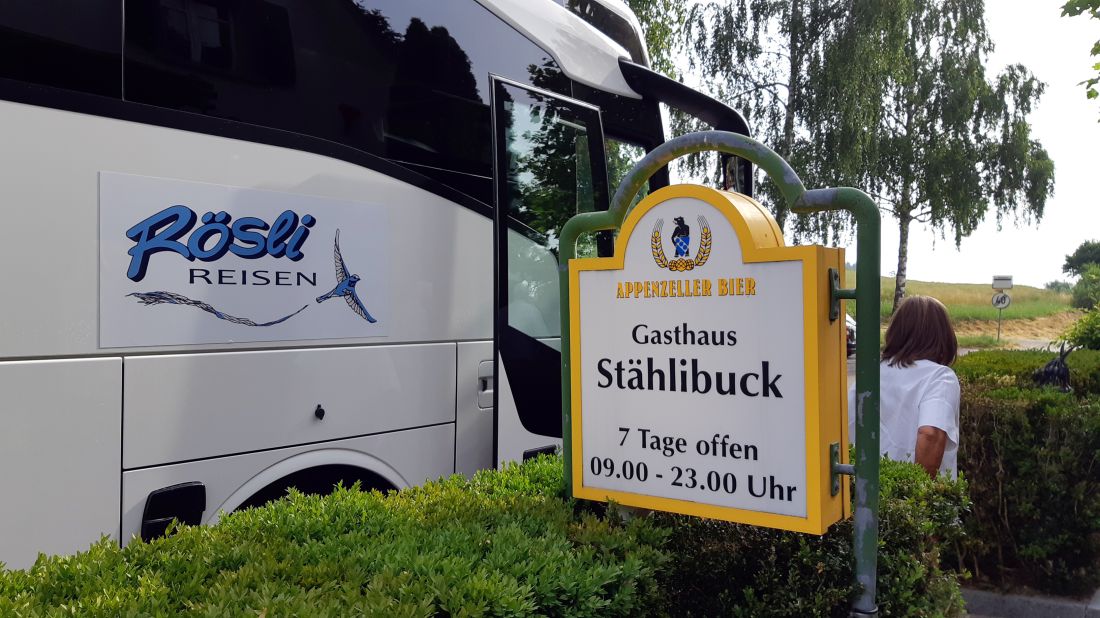 Rösli
REISEN
APPENZELLER BIER
Gasthaus
Stählibuck
7 Tage offen
09.00 - 23.00 Uhr